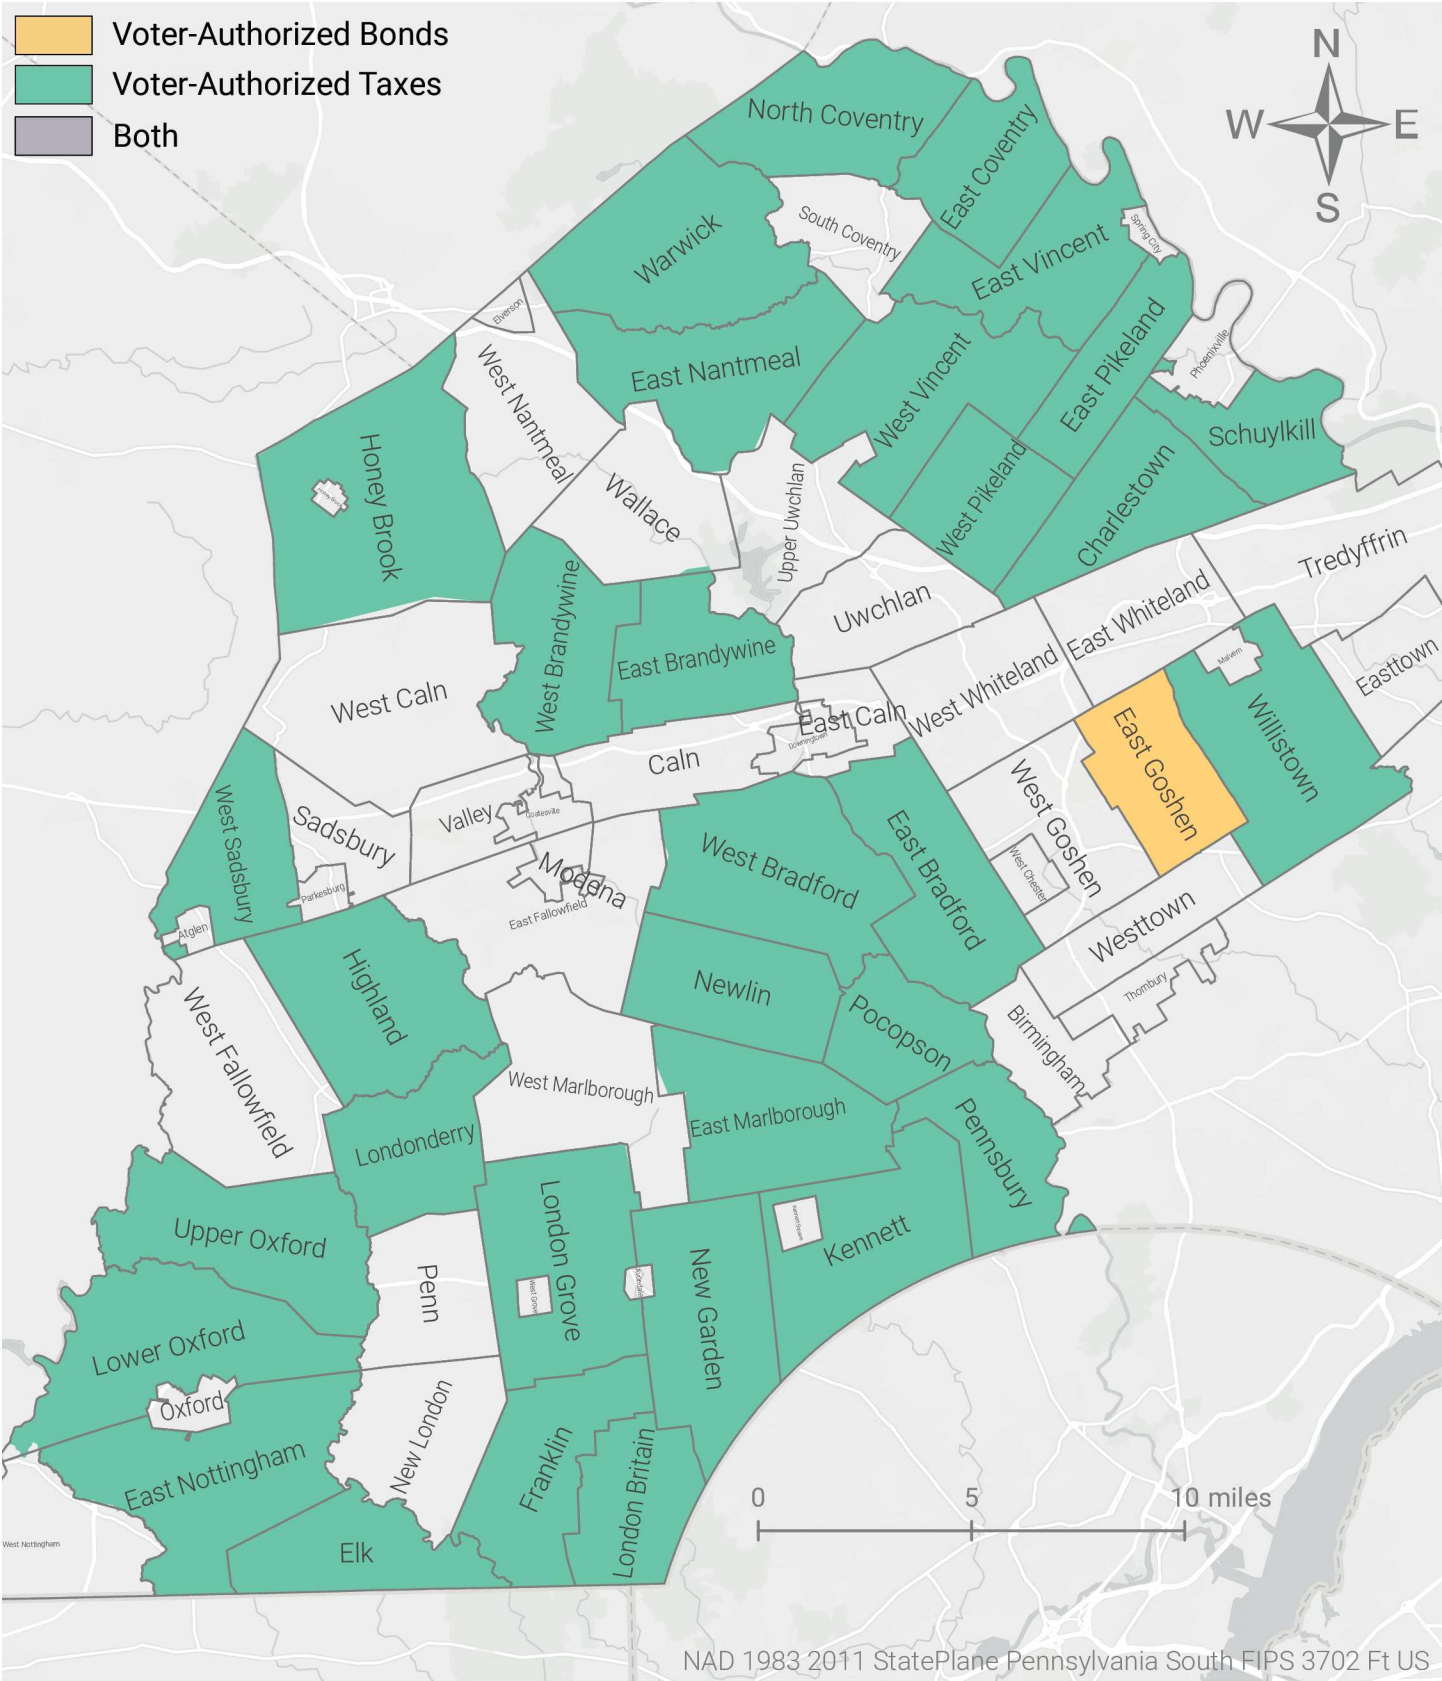 Voter-Authorized Bonds
Voter-Authorized Taxes
Both
N
W E
S
North Coventry
East Coventry
South Coventry
Warwick
Spring City
East Vincent
Elverson
East Nantmeal
West Vincent
East Pikeland
Phoenixville
West Nantmeal
Schuylkill
Honey Brook
Honey Brook
Wallace
Upper Uwchlan
West Pikeland
Charlestown
Tredyffrin
Uwchlan
East Whiteland
West Brandywine
East Brandywine
Malvern
Easttown
West Caln
West Whiteland
East Caln
Downingtown
Willistown
East Goshen
Caln
Valley
Coatesville
Sadsbury
West Sadsbury
West Goshen
West Chester
Modena
West Bradford
East Bradford
Parkesburg
East Fallowfield
Atglen
Westtown
Highland
Newlin
Thornbury
Pocopson
Birmingham
West Fallowfield
West Marlborough
East Marlborough
Londonderry
Pennsbury
Upper Oxford
London Grove
Kennett Square
Kennett
Penn
West Grove
Avondale
New Garden
Lower Oxford
Oxford
New London
East Nottingham
Franklin
London Britain
West Nottingham
Elk
0 5 10 miles
NAD 1983 2011 StatePlane Pennsylvania South FIPS 3702 Ft US